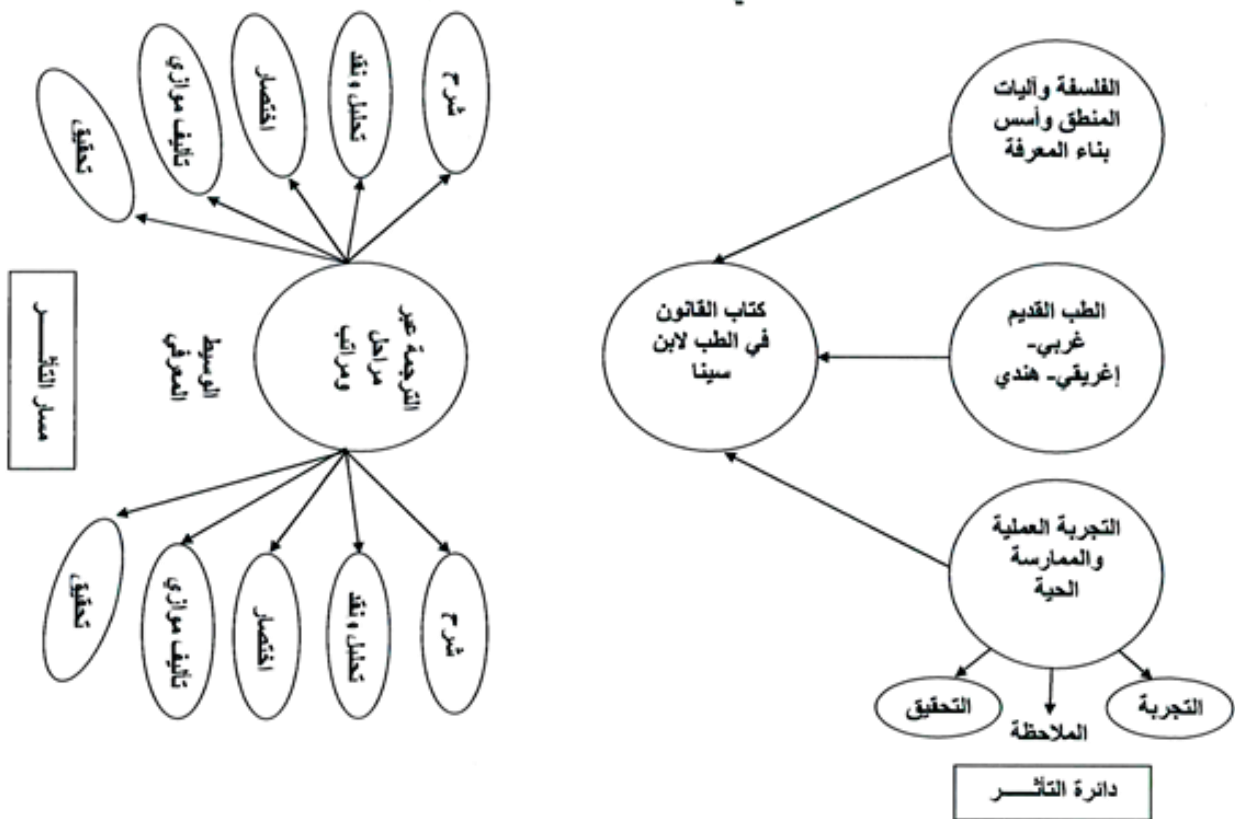 الفلسفة وآليات
المنطق وأسس
بناء المعرفة
الطب القديم
غربي-
إغريقي- هندي
كتاب القانون
في الطب لابن
سينا
التجربة العملية
والممارسة
الحية
التجربة
الملاحظة
التحقيق
دائرة التأثـــــر
شرح
تحليل ونقد
اختصار
تأليف موازي
تحقيق
الترجمة عبر
مراحل
ومراتب
الوسيط
المعرفي
مسار التأثـــــر
شرح
تحليل ونقد
اختصار
تأليف موازي
تحقيق